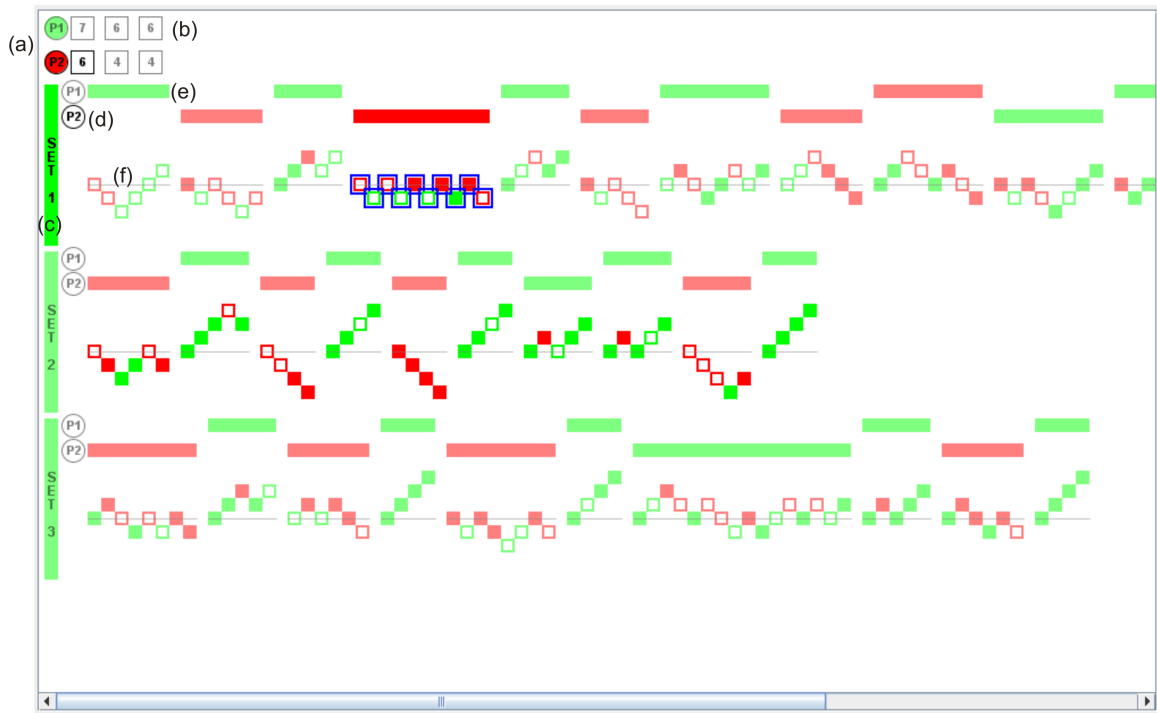 P1 7 6 6 (b)
(a)
P2 6 4 4
P1 (e)
P2 (d)
SET 1
(f)
(c)
P1
P2
SET 2
P1
P2
SET 3